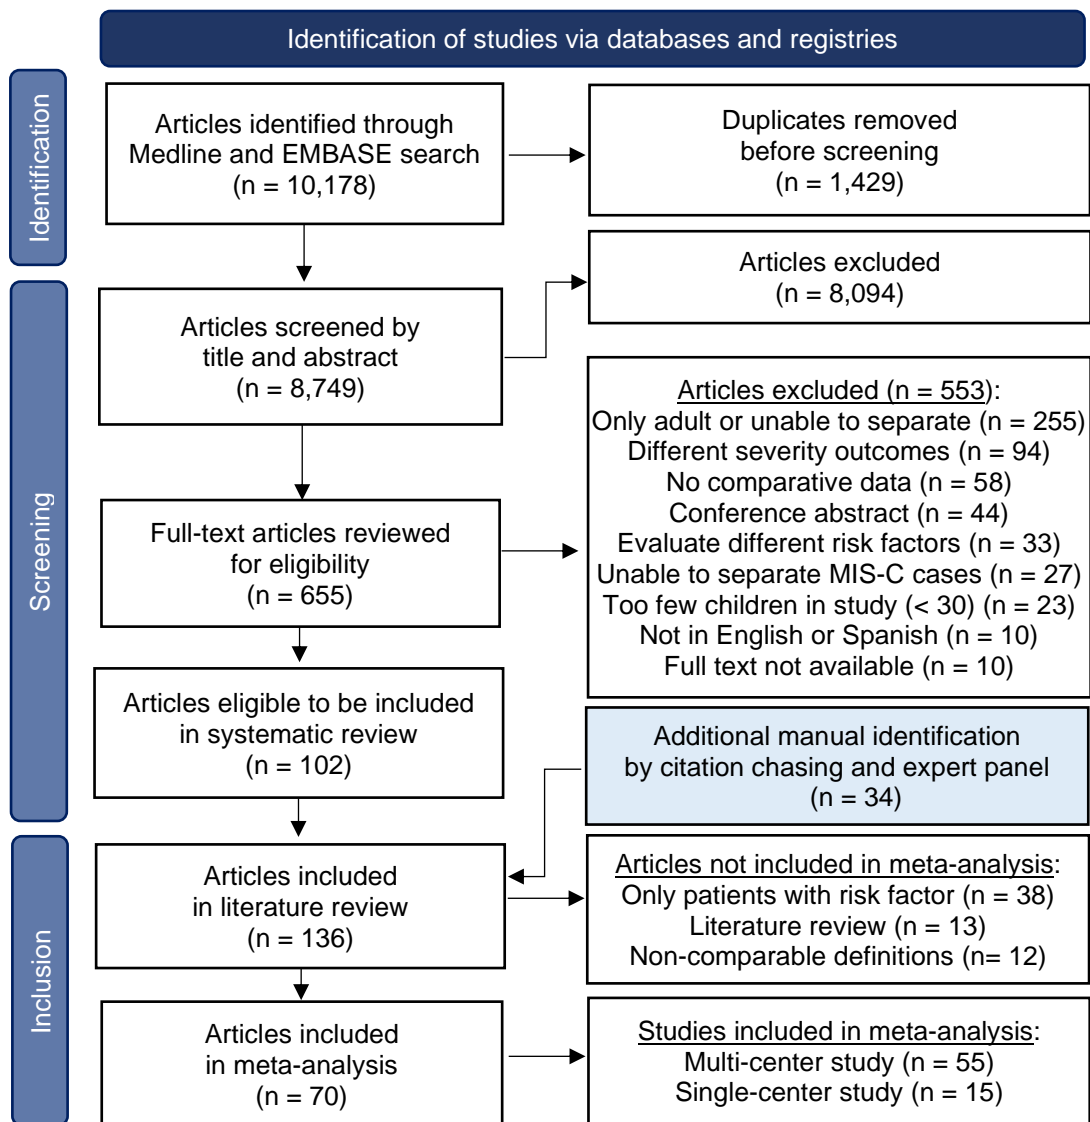 Identification of studies via databases and registries
Identification
Articles identified through
Medline and EMBASE search
(n = 10,178)
Duplicates removed
before screening
(n = 1,429)
Screening
Articles screened by
title and abstract
(n = 8,749)
Articles excluded
(n = 8,094)
Full-text articles reviewed
for eligibility
(n = 655)
Articles excluded (n = 553):
Only adult or unable to separate (n = 255)
Different severity outcomes (n = 94)
No comparative data (n = 58)
Conference abstract (n = 44)
Evaluate different risk factors (n = 33)
Unable to separate MIS-C cases (n = 27)
Too few children in study (< 30) (n = 23)
Not in English or Spanish (n = 10)
Full text not available (n = 10)
Articles eligible to be included
in systematic review
(n = 102)
Additional manual identification
by citation chasing and expert panel
(n = 34)
Inclusion
Articles included
in literature review
(n = 136)
Articles not included in meta-analysis:
Only patients with risk factor (n = 38)
Literature review (n = 13)
Non-comparable definitions (n= 12)
Articles included
in meta-analysis
(n = 70)
Studies included in meta-analysis:
Multi-center study (n = 55)
Single-center study (n = 15)